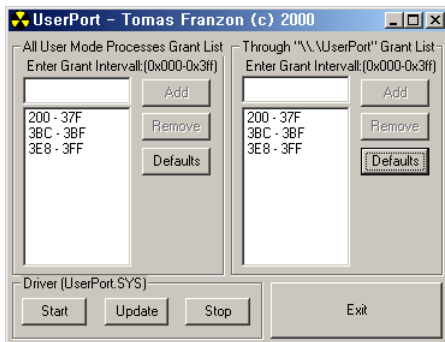 UserPort - Tomas Franzon (c) 2000
All User Mode Processes Grant List
Enter Grant Intervall:(0x000-0x3ff)
Add
200 - 37F
3BC - 3BF
3E8 - 3FF
Remove
Defaults
Through "\\.\UserPort" Grant List
Enter Grant Intervall:(0x000-0x3ff)
Add
200 - 37F
3BC - 3BF
3E8 - 3FF
Remove
Defaults
Driver (UserPort.SYS)
Start Update Stop
Exit